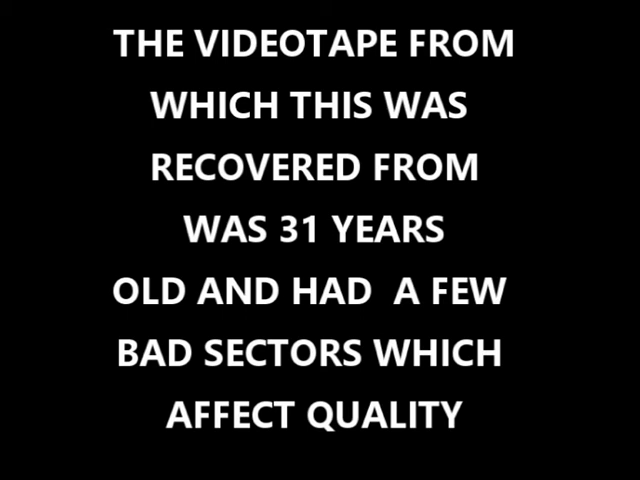 THE VIDEOTAPE FROM
WHICH THIS WAS
RECOVERED FROM
WAS 31 YEARS
OLD AND HAD  A FEW
BAD SECTORS WHICH
AFFECT QUALITY